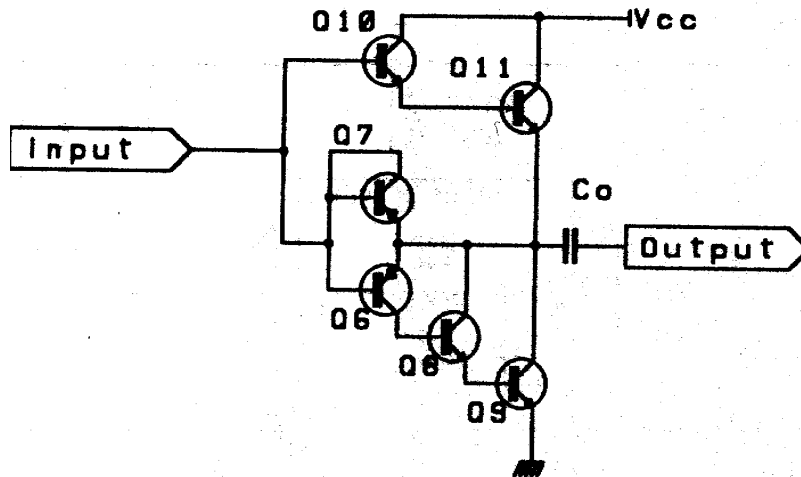 Q10
Vcc
Q11
Input
Q7
Co
Output
Q6
Q8
Q9